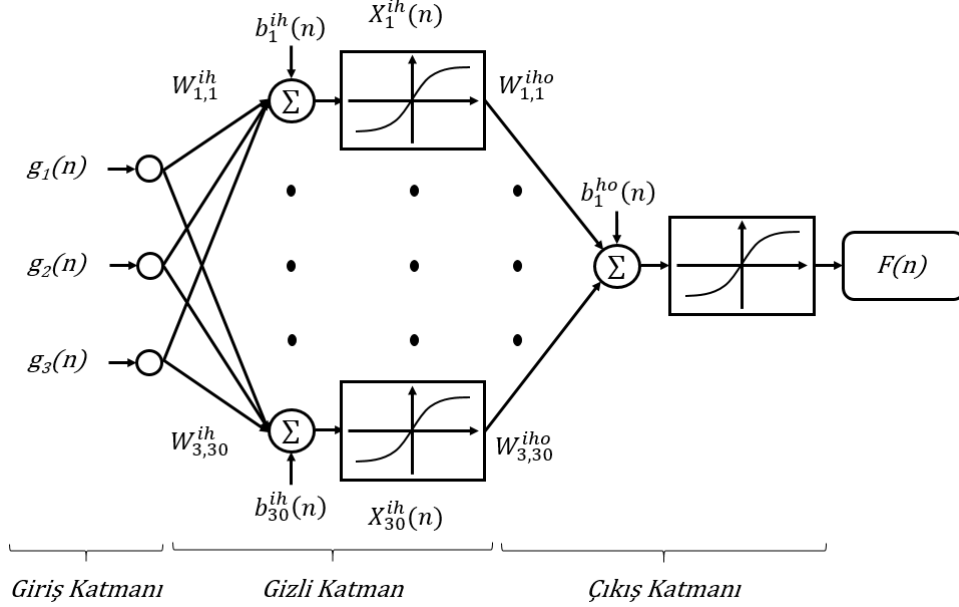 b_1^{ih}(n)
X_1^{ih}(n)
W_{1,1}^{ih}
Σ
W_{1,1}^{iho}
g_1(n)
b_1^{ho}(n)
g_2(n)
Σ
F(n)
g_3(n)
W_{3,30}^{ih}
Σ
W_{3,30}^{iho}
b_{30}^{ih}(n)
X_{30}^{ih}(n)
Giriş Katmanı
Gizli Katman
Çıkış Katmanı